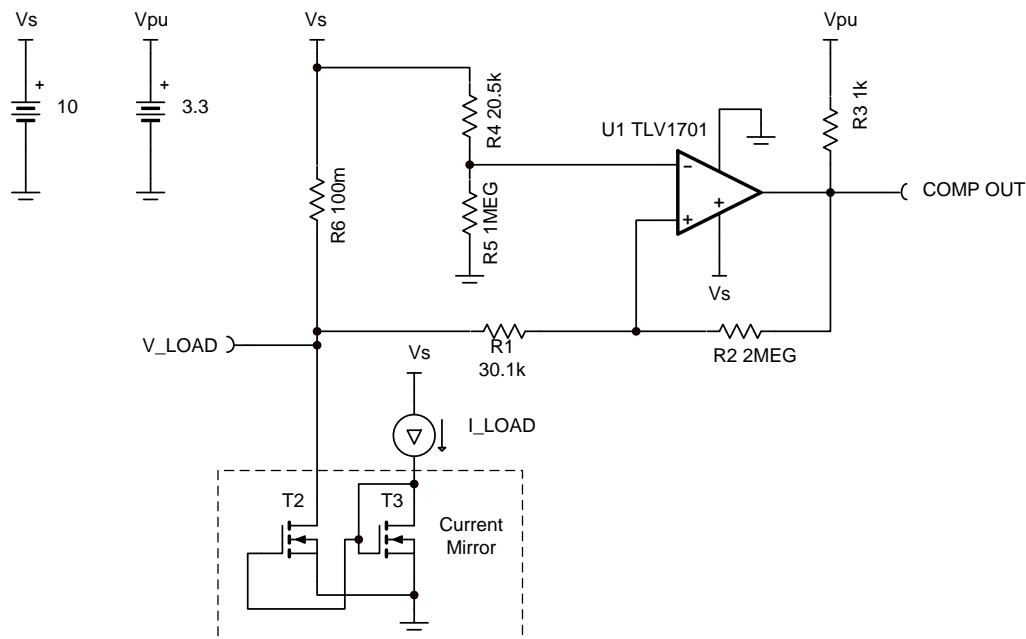 Vs
Vpu
Vs
Vpu
+
10
+
3.3
R4 20.5k
R3 1k
U1 TLV1701
R6 100m
R5 1MEG
−
+
+
COMP OUT
Vs
V_LOAD
R1
30.1k
R2 2MEG
Vs
I_LOAD
T2
T3
Current
Mirror